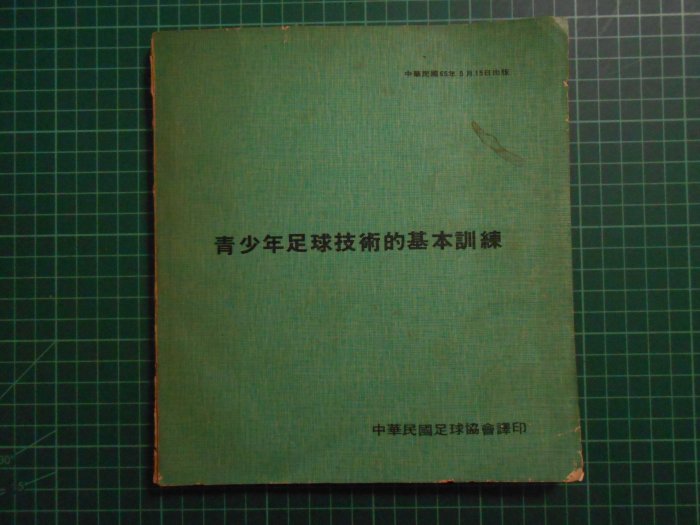 中華民國65年5月15日出版
青少年足球技術的基本訓練
中華民國足球協會譯印